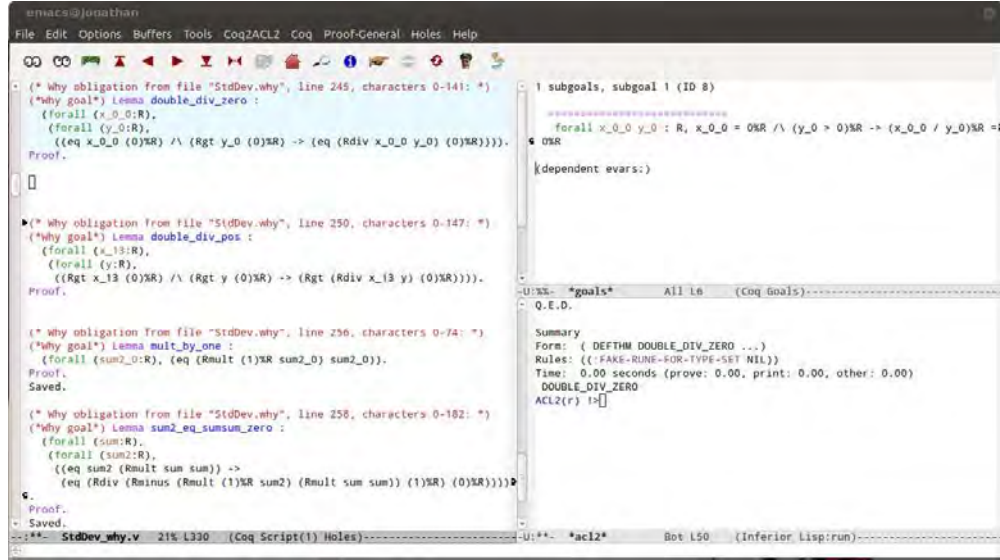 emacs@jonathan
File Edit Options Buffers Tools Coq2ACL2 Coq Proof-General Holes Help
(* Why obligation from file "StdDev.why", line 245, characters 0-141: *)
(*Why goal*) Lemma double_div_zero :
(forall (x_0_0:R),
(forall (y_0:R),
((eq x_0_0 (0)%R) /\ (Rgt y_0 (0)%R) -> (eq (Rdiv x_0_0 y_0) (0)%R)))).
Proof.
(* Why obligation from file "StdDev.why", line 250, characters 0-147: *)
(*Why goal*) Lemma double_div_pos :
(forall (x_13:R),
(forall (y:R),
((Rgt x_13 (0)%R) /\ (Rgt y (0)%R) -> (Rgt (Rdiv x_13 y) (0)%R)))).
Proof.
(* Why obligation from file "StdDev.why", line 256, characters 0-74: *)
(*Why goal*) Lemma mult_by_one :
(forall (sum2_0:R), (eq (Rmult (1)%R sum2_0) sum2_0)).
Proof.
Saved.
(* Why obligation from file "StdDev.why", line 258, characters 0-182: *)
(*Why goal*) Lemma sum2_eq_sumsum_zero :
(forall (sum:R),
(forall (sum2:R),
((eq sum2 (Rmult sum sum)) ->
(eq (Rdiv (Rminus (Rmult (1)%R sum2) (Rmult sum sum)) (1)%R) (0)%R))))
.
Proof.
Saved.
--:**- StdDev_why.v 21% L330 (Coq Script(1) Holes)
1 subgoals, subgoal 1 (ID 8)
============================
forall x_0_0 y_0 : R, x_0_0 = 0%R /\ (y_0 > 0)%R -> (x_0_0 / y_0)%R =
0%R
(dependent evars:)
-U:%%- *goals* All L6 (Coq Goals)
Q.E.D.
Summary
Form: ( DEFTHM DOUBLE_DIV_ZERO ...)
Rules: ((:FAKE-RUNE-FOR-TYPE-SET NIL))
Time: 0.00 seconds (prove: 0.00, print: 0.00, other: 0.00)
DOUBLE_DIV_ZERO
ACL2(r) !>
-U:**- *acl2* Bot L50 (Inferior Lisp:run)